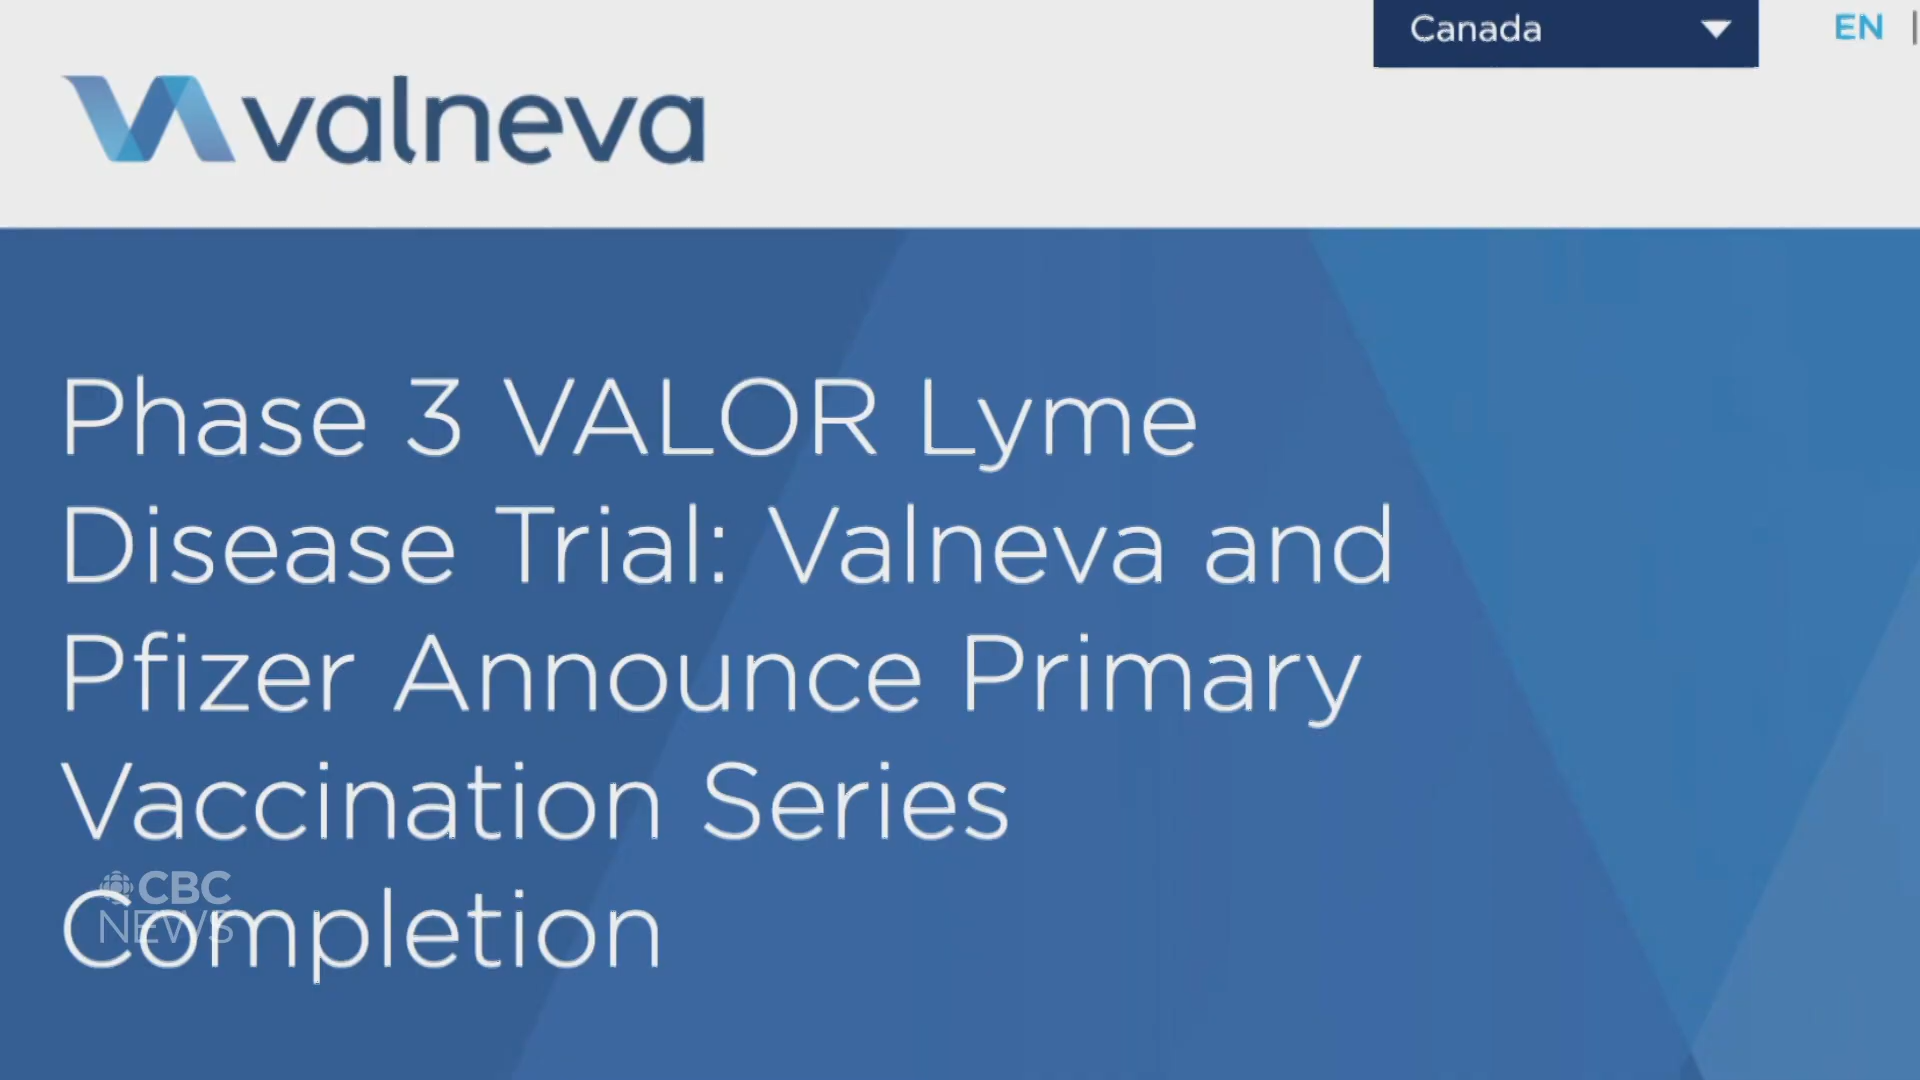 Canada
EN |
valneva
Phase 3 VALOR Lyme
Disease Trial: Valneva and
Pfizer Announce Primary
Vaccination Series
Completion
CBC
NEWS